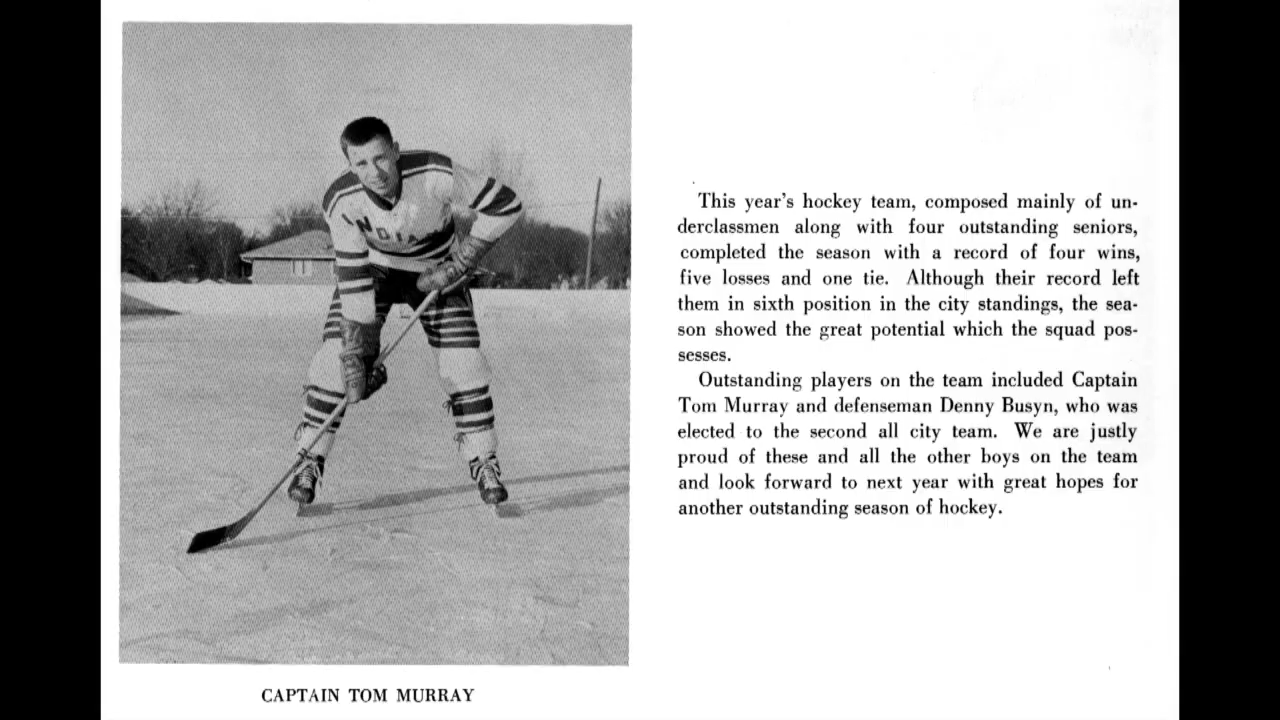 INDIA
This year's hockey team, composed mainly of un-
derclassmen along with four outstanding seniors,
completed the season with a record of four wins,
five losses and one tie. Although their record left
them in sixth position in the city standings, the sea-
son showed the great potential which the squad pos-
sesses.
Outstanding players on the team included Captain
Tom Murray and defenseman Denny Busyn, who was
elected to the second all city team. We are justly
proud of these and all the other boys on the team
and look forward to next year with great hopes for
another outstanding season of hockey.
CAPTAIN TOM MURRAY